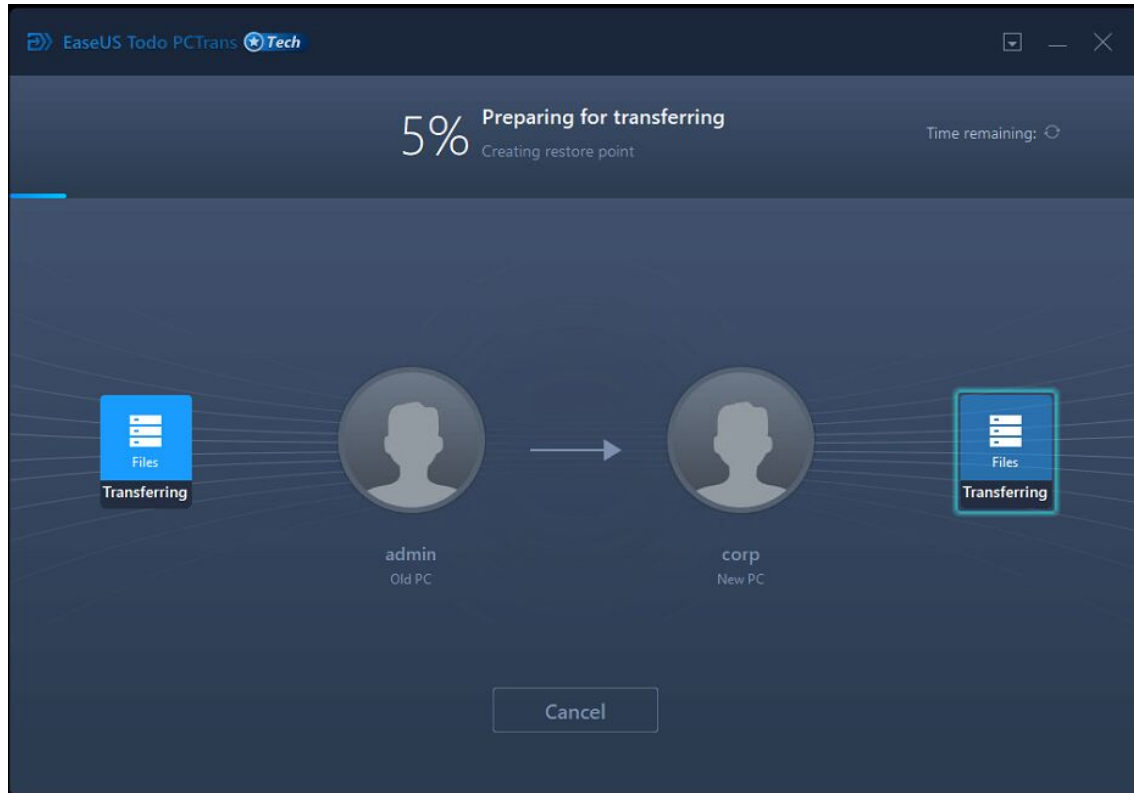 EaseUS Todo PCTrans Tech
5%
Preparing for transferring
Creating restore point
Time remaining:
Files
Transferring
Files
Transferring
admin
Old PC
corp
New PC
Cancel